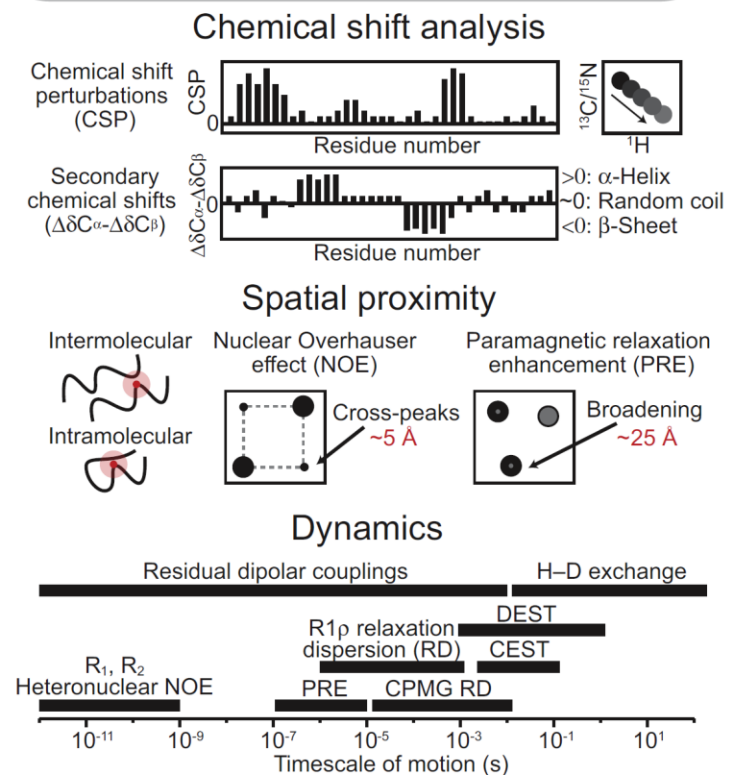 Chemical shift analysis
Chemical shift
perturbations
(CSP)
CSP
0
Residue number
¹³C/¹⁵N
¹H
Secondary
chemical shifts
(ΔδCα-ΔδCβ)
ΔδCα-ΔδCβ
0
Residue number
>0: α-Helix
~0: Random coil
<0: β-Sheet
Spatial proximity
Intermolecular
Intramolecular
Nuclear Overhauser
effect (NOE)
Cross-peaks
~5 Å
Paramagnetic relaxation
enhancement (PRE)
Broadening
~25 Å
Dynamics
Residual dipolar couplings
H–D exchange
DEST
R1ρ relaxation
dispersion (RD)
CEST
R₁, R₂
Heteronuclear NOE
PRE
CPMG RD
10⁻¹¹ 10⁻⁹ 10⁻⁷ 10⁻⁵ 10⁻³ 10⁻¹ 10¹
Timescale of motion (s)